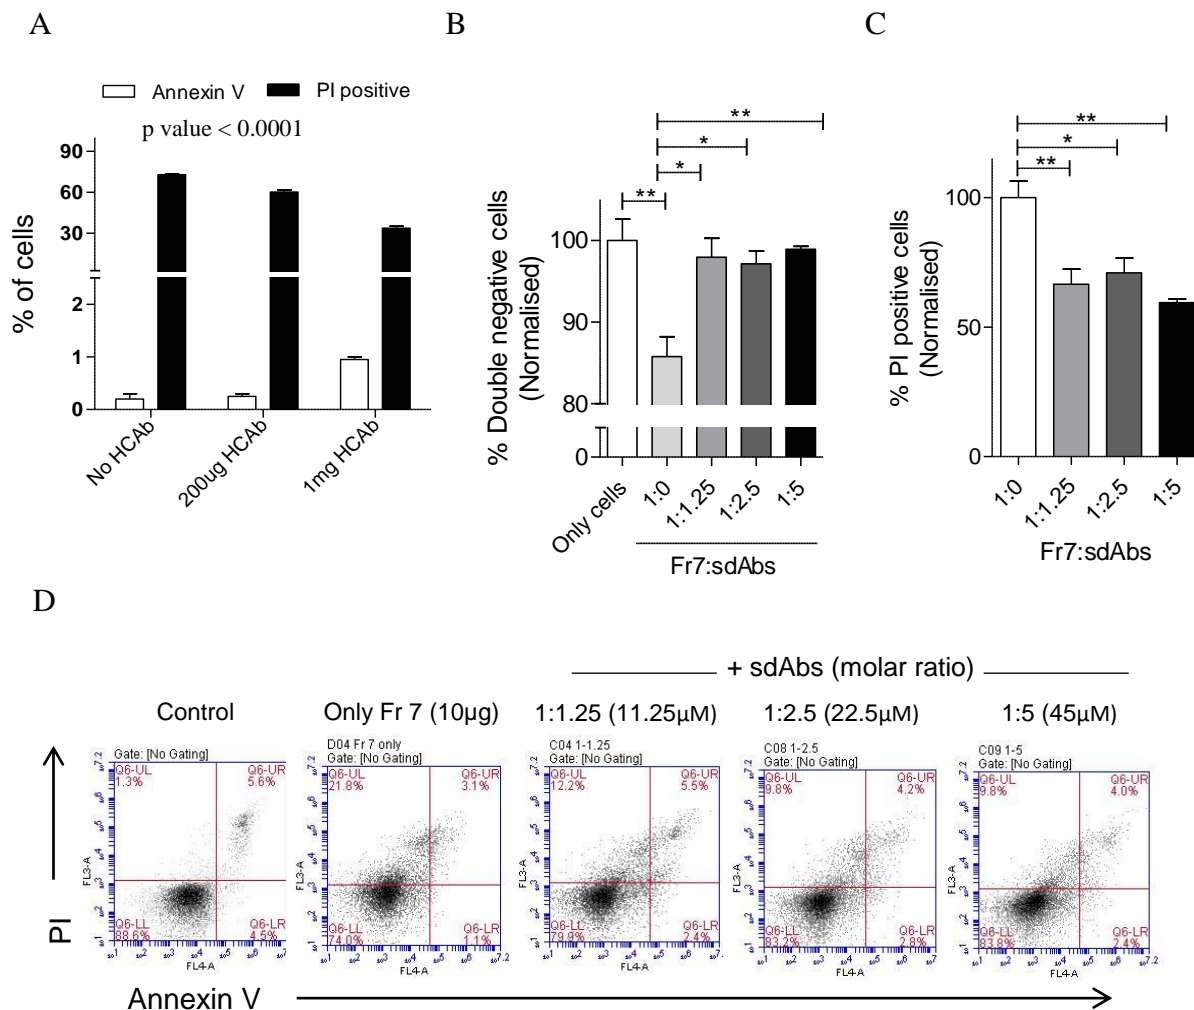 A
B
C
Annexin V PI positive
p value < 0.0001
90
60
30
2
1
0
% of cells
No HCAb
200ug HCAb
1mg HCAb
**
*
*
**
100
90
80
0
% Double negative cells
(Normalised)
Only cells
1:0
1:1.25
1:2.5
1:5
Fr7:sdAbs
**
*
**
100
50
0
% PI positive cells
(Normalised)
1:0
1:1.25
1:2.5
1:5
Fr7:sdAbs
D
+ sdAbs (molar ratio)
Control
Only Fr 7 (10µg)
1:1.25 (11.25µM)
1:2.5 (22.5µM)
1:5 (45µM)
Gate: [No Gating]
Q6-UL Q6-UR
1.3% 5.6%
Q6-LL Q6-LR
88.6% 4.5%
FL3-A
FL4-A
D04 Fr 7 only
Gate: [No Gating]
Q6-UL Q6-UR
21.8% 3.1%
Q6-LL Q6-LR
74.0% 1.1%
FL3-A
FL4-A
C04 1-1.25
Gate: [No Gating]
Q6-UL Q6-UR
12.2% 5.5%
Q6-LL Q6-LR
79.9% 2.4%
FL3-A
FL4-A
C08 1-2.5
Gate: [No Gating]
Q6-UL Q6-UR
9.8% 4.2%
Q6-LL Q6-LR
83.2% 2.8%
FL3-A
FL4-A
C09 1-5
Gate: [No Gating]
Q6-UL Q6-UR
9.8% 4.0%
Q6-LL Q6-LR
83.8% 2.4%
FL3-A
FL4-A
PI
Annexin V